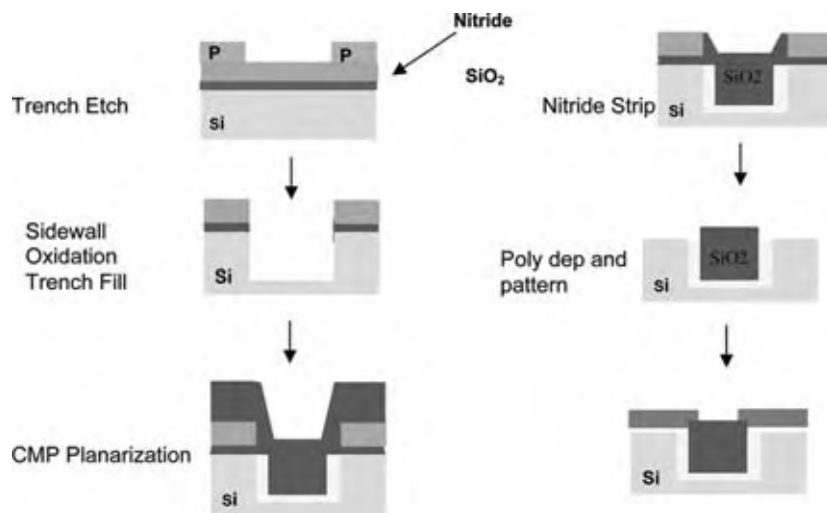 Nitride
P
P
SiO₂
Trench Etch
Si
Sidewall
Oxidation
Trench Fill
Si
CMP Planarization
Si
SiO2
Nitride Strip
Si
SiO2
Poly dep and
pattern
Si
Si